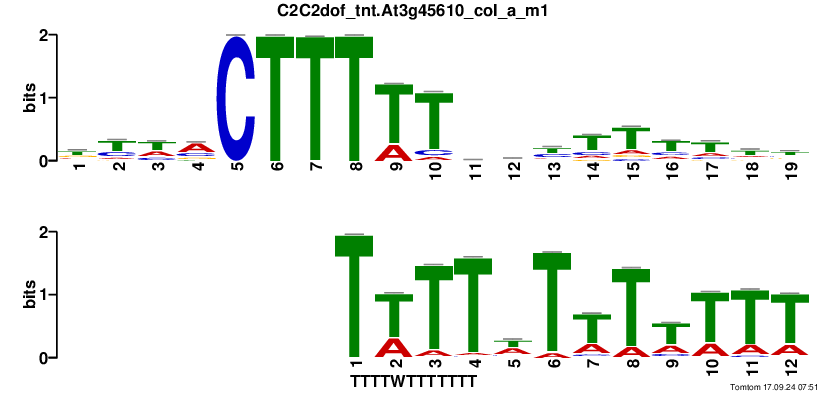 C2C2dof_tnt.At3g45610_col_a_m1
bits
2
1
0
1 2 3 4 5 6 7 8 9 10 11 12 13 14 15 16 17 18 19
bits
2
1
0
1 2 3 4 5 6 7 8 9 10 11 12
TTTTWTTTTTTT
Tomtom 17.09.24 07:51